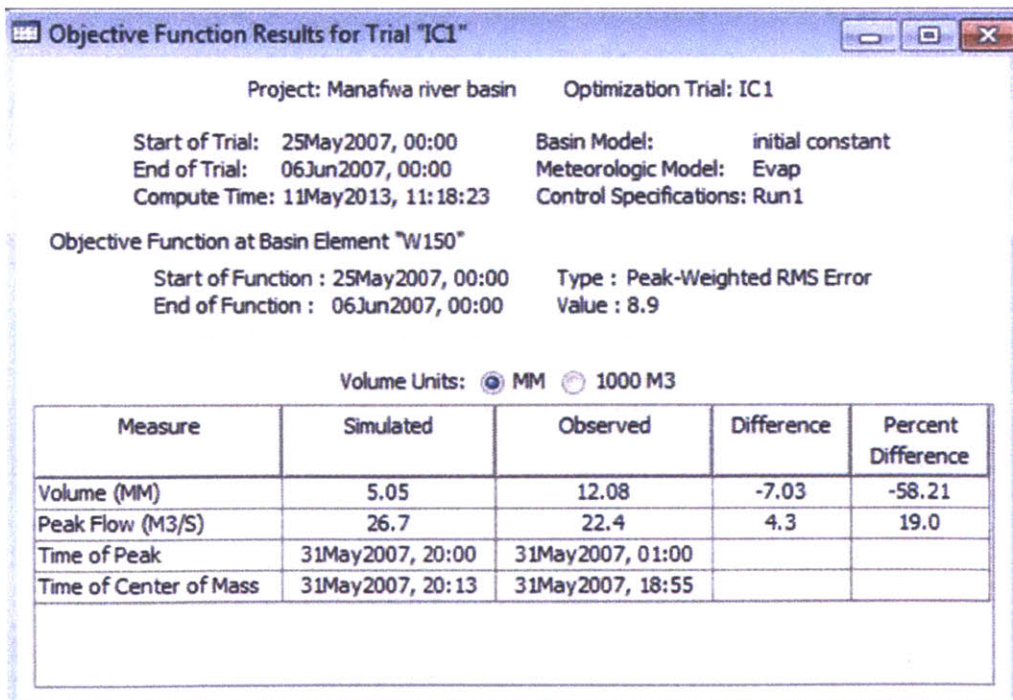 Objective Function Results for Trial "IC1"
Project: Manafwa river basin Optimization Trial: IC1
Start of Trial: 25May2007, 00:00 Basin Model: initial constant
End of Trial: 06Jun2007, 00:00 Meteorologic Model: Evap
Compute Time: 11May2013, 11:18:23 Control Specifications: Run1
Objective Function at Basin Element "W150"
Start of Function : 25May2007, 00:00 Type : Peak-Weighted RMS Error
End of Function : 06Jun2007, 00:00 Value : 8.9
Volume Units: MM 1000 M3
Measure Simulated Observed Difference Percent Difference
Volume (MM) 5.05 12.08 -7.03 -58.21
Peak Flow (M3/S) 26.7 22.4 4.3 19.0
Time of Peak 31May2007, 20:00 31May2007, 01:00
Time of Center of Mass 31May2007, 20:13 31May2007, 18:55